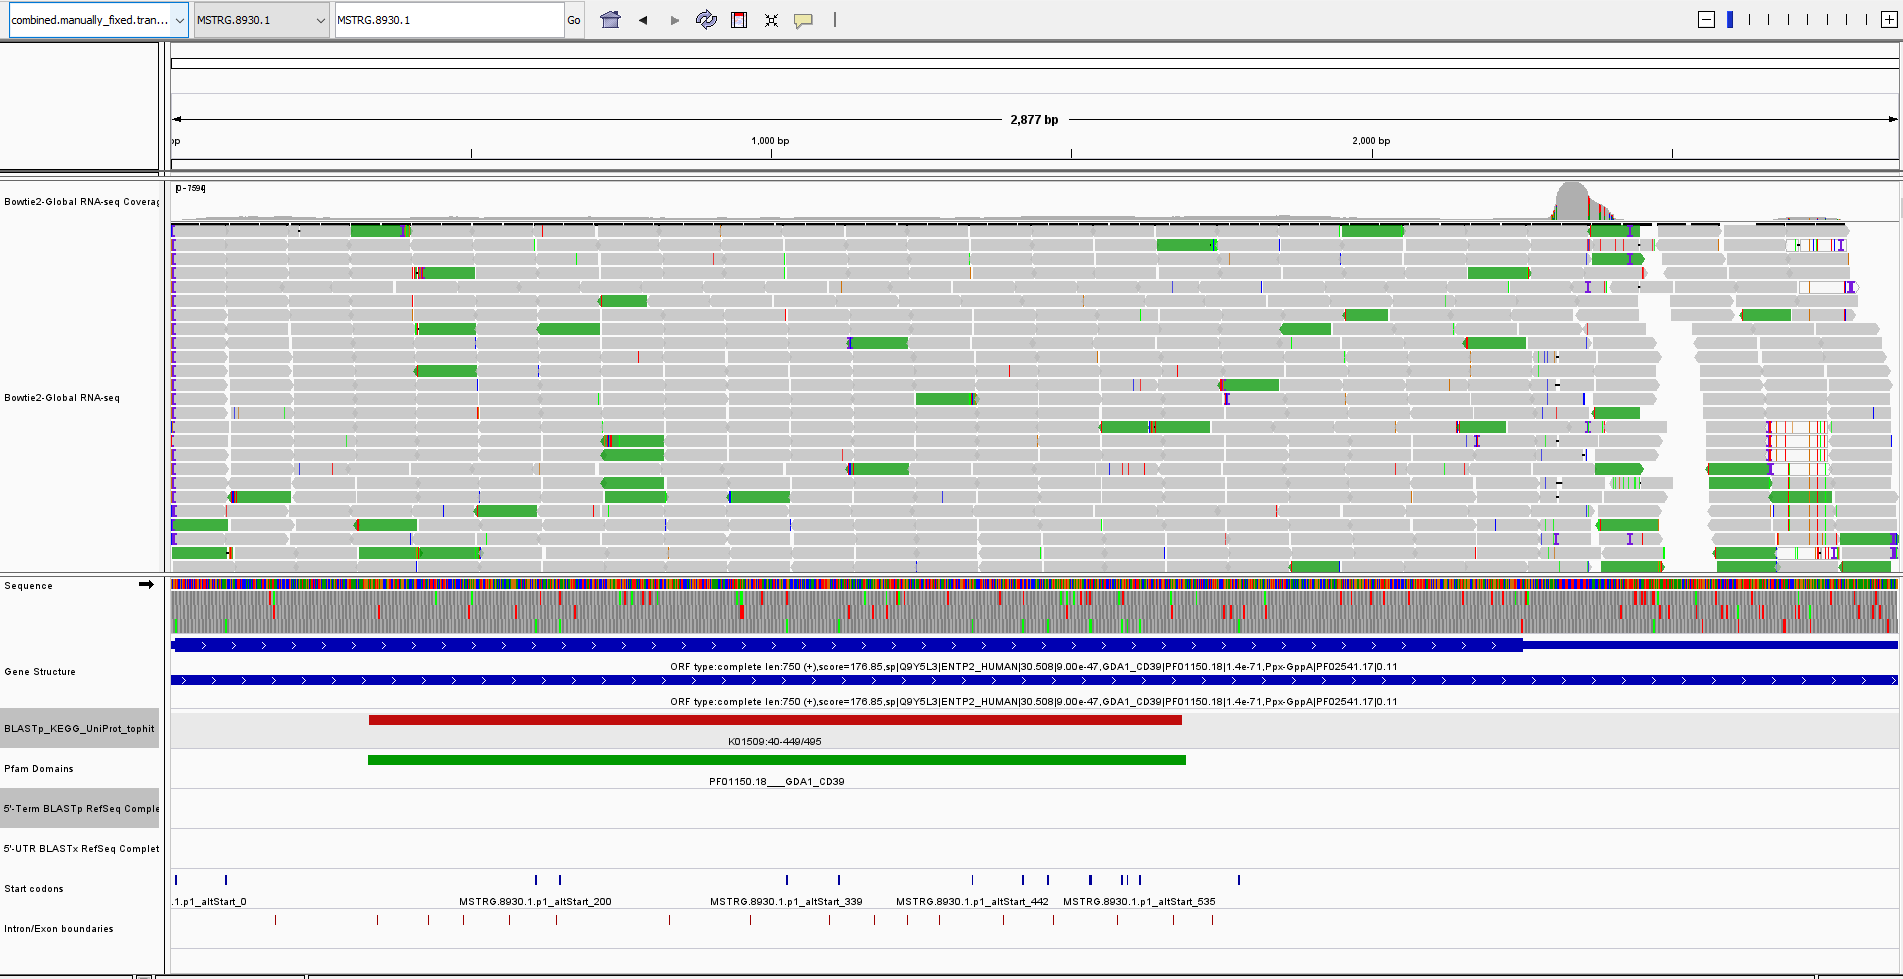 combined.manually_fixed.tran... MSTRG.8930.1 MSTRG.8930.1 Go
2,877 bp
bp 1,000 bp 2,000 bp
[0-7594]
Bowtie2-Global RNA-seq Coverag
Bowtie2-Global RNA-seq
Sequence
ORF type:complete len:750 (+),score=176.85,sp|Q9Y5L3|ENTP2_HUMAN|30.508|9.00e-47,GDA1_CD39|PF01150.18|1.4e-71,Ppx-GppA|PF02541.17|0.11
Gene Structure
ORF type:complete len:750 (+),score=176.85,sp|Q9Y5L3|ENTP2_HUMAN|30.508|9.00e-47,GDA1_CD39|PF01150.18|1.4e-71,Ppx-GppA|PF02541.17|0.11
BLASTp_KEGG_UniProt_tophit
K01509:40-449/495
Pfam Domains
PF01150.18___GDA1_CD39
5'-Term BLASTp RefSeq Comple
5'-UTR BLASTx RefSeq Complet
Start codons
.1.p1_altStart_0 MSTRG.8930.1.p1_altStart_200 MSTRG.8930.1.p1_altStart_339 MSTRG.8930.1.p1_altStart_442 MSTRG.8930.1.p1_altStart_535
Intron/Exon boundaries